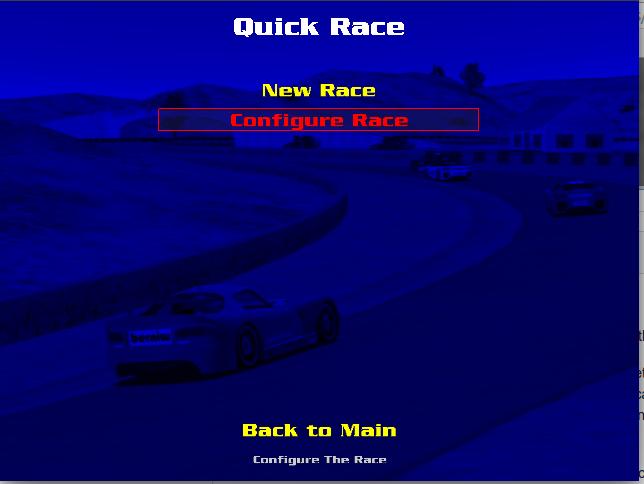 Quick Race
New Race
Configure Race
Back to Main
Configure The Race